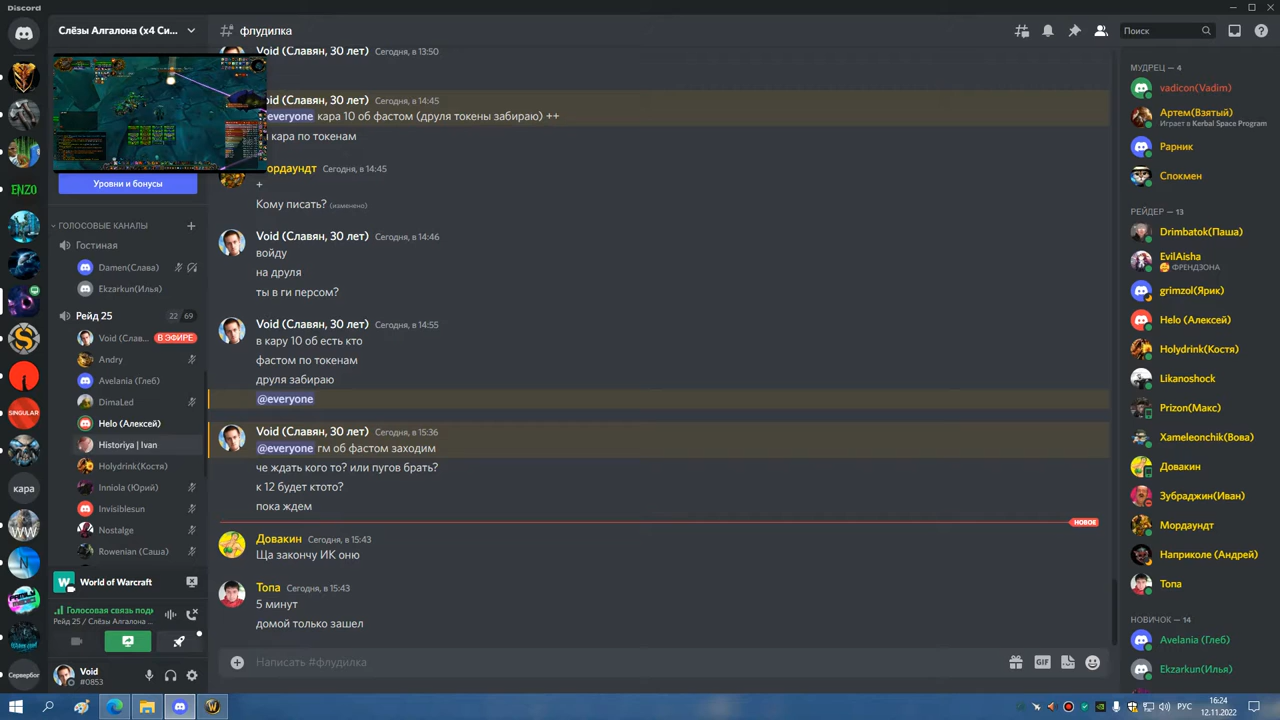 Discord
Слёзы Алгалона (x4 Си...
флудилка
Поиск
Void (Славян, 30 лет) Сегодня, в 13:50
Void (Славян, 30 лет) Сегодня, в 14:45
@everyone кара 10 об фастом (друля токены забираю) ++
кара по токенам
Мордаундт Сегодня, в 14:45
+
Кому писать? (изменено)
Void (Славян, 30 лет) Сегодня, в 14:46
войду
на друля
ты в ги персом?
Void (Славян, 30 лет) Сегодня, в 14:55
в кару 10 об есть кто
фастом по токенам
друля забираю
@everyone
Void (Славян, 30 лет) Сегодня, в 15:36
@everyone гм об фастом заходим
че ждать кого то? или пугов брать?
к 12 будет ктото?
пока ждем
НОВОЕ
Довакин Сегодня, в 15:43
Ща закончу ИК оню
Топа Сегодня, в 15:43
5 минут
домой только зашел
Написать #флудилка
GIF
Уровни и бонусы
ГОЛОСОВЫЕ КАНАЛЫ
Гостиная
Damen(Слава)
Ekzarkun(Илья)
Рейд 25 22 69
Void (Слав... В ЭФИРЕ
Andry
Avelania (Глеб)
DimaLed
Helo (Алексей)
Historiya | Ivan
Holydrink(Костя)
Inniola (Юрий)
Invisiblesun
Nostalge
Rowenian (Саша)
World of Warcraft
Голосовая связь подк
Рейд 25 / Слёзы Алгалона ...
Void
#0853
ENZO
SINGULAR
кара
WW
Сервербог
МУДРЕЦ — 4
vadicon(Vadim)
Артем(Взятый)
Играет в Kerbal Space Program
Рарник
Спокмен
РЕЙДЕР — 13
Drimbatok(Паша)
EvilAisha
ФРЕНДЗОНА
grimzol(Ярик)
Helo (Алексей)
Holydrink(Костя)
Likanoshock
Prizon(Макс)
Xameleonchik(Вова)
Довакин
Зубраджин(Иван)
Мордаундт
Наприколе (Андрей)
Топа
НОВИЧОК — 14
Avelania (Глеб)
Ekzarkun(Илья)
РУС
16:24
12.11.2022